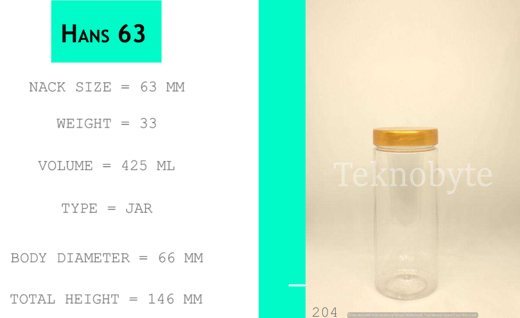 HANS 63
NACK SIZE = 63 MM
WEIGHT = 33
VOLUME = 425 ML
TYPE = JAR
BODY DIAMETER = 66 MM
TOTAL HEIGHT = 146 MM
Teknobyte
204